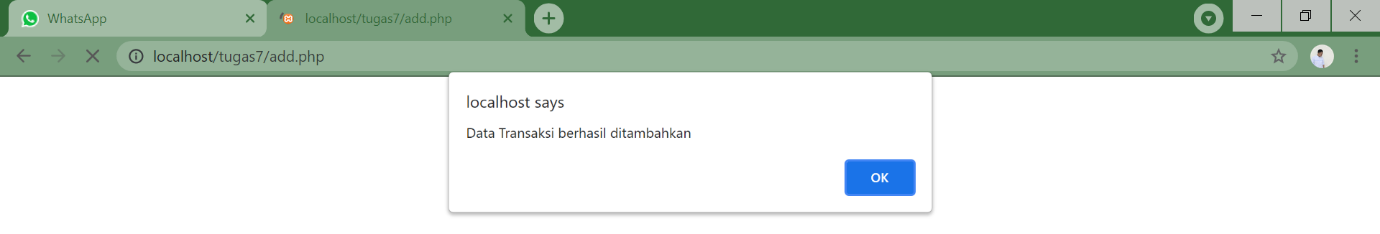 WhatsApp
localhost/tugas7/add.php
localhost/tugas7/add.php
localhost says
Data Transaksi berhasil ditambahkan
OK